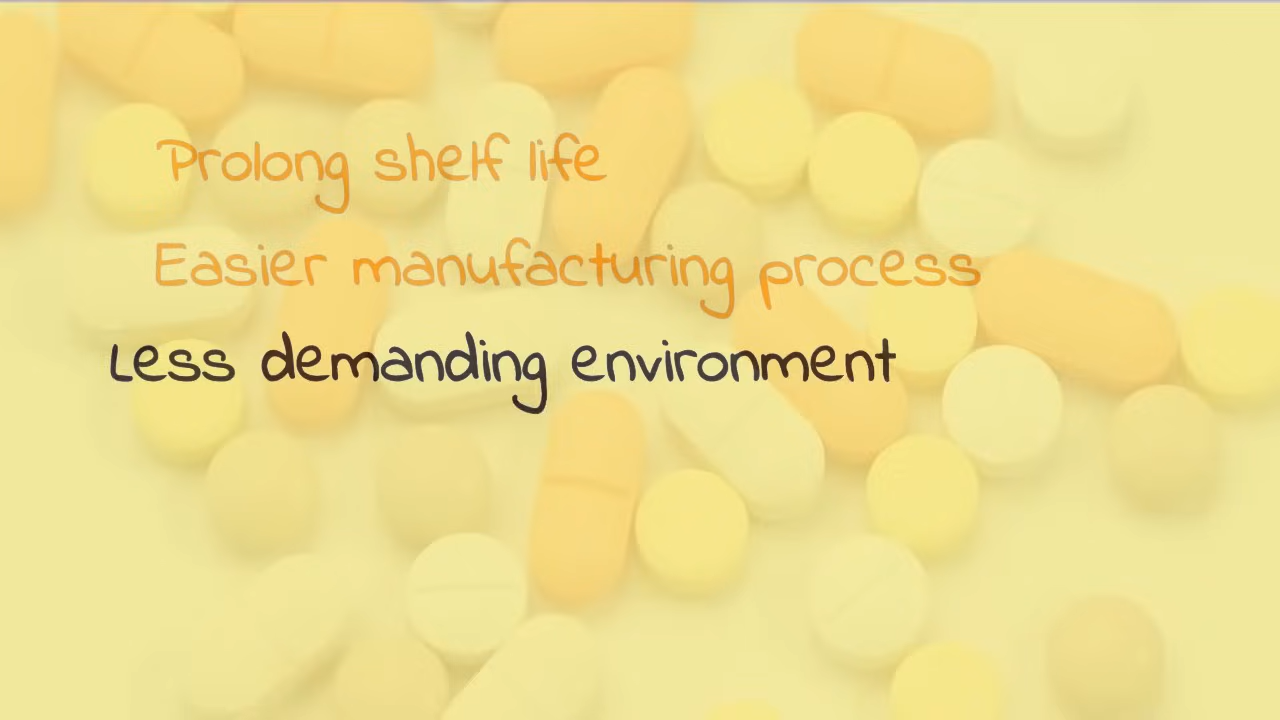 Prolong shelf life
Easier manufacturing process
Less demanding environment